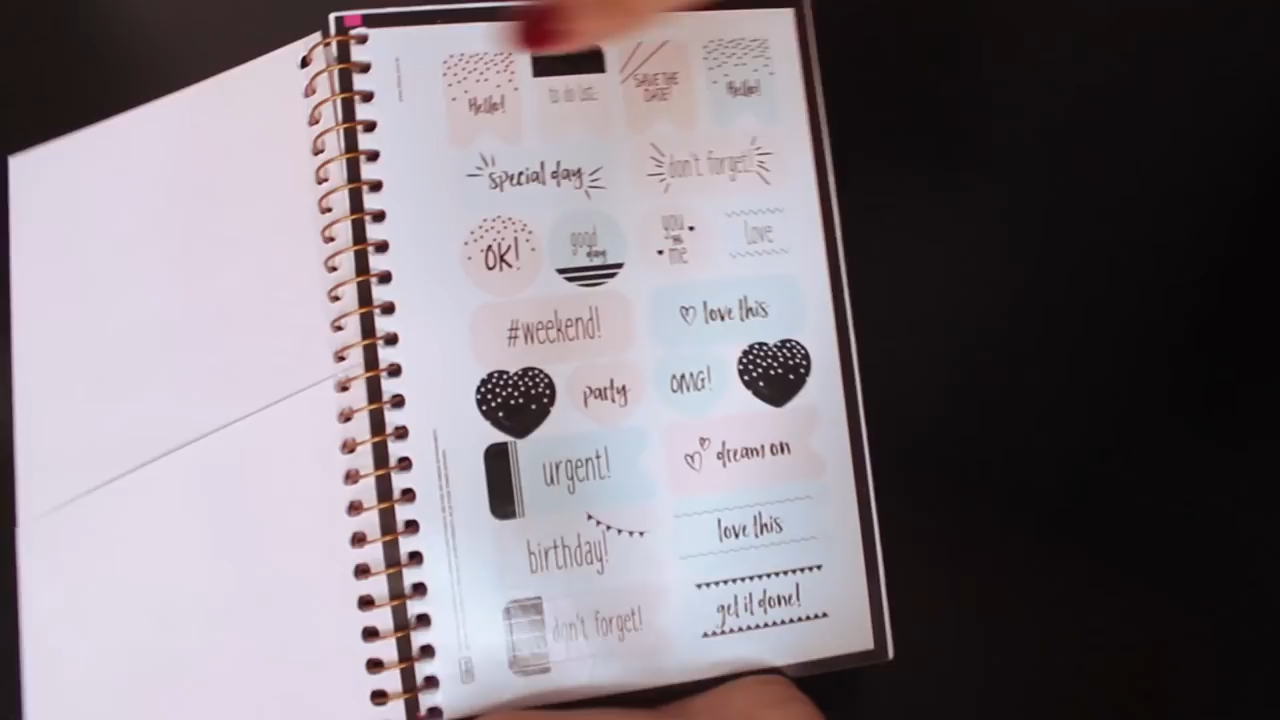 Hello!
to do list:
SAVE THE
DATE!
Hello!
special day
don't forget!
OK!
good
day
you
me
love
#weekend!
love this
party
OMG!
urgent!
dream on
birthday!
love this
don't forget!
get it done!